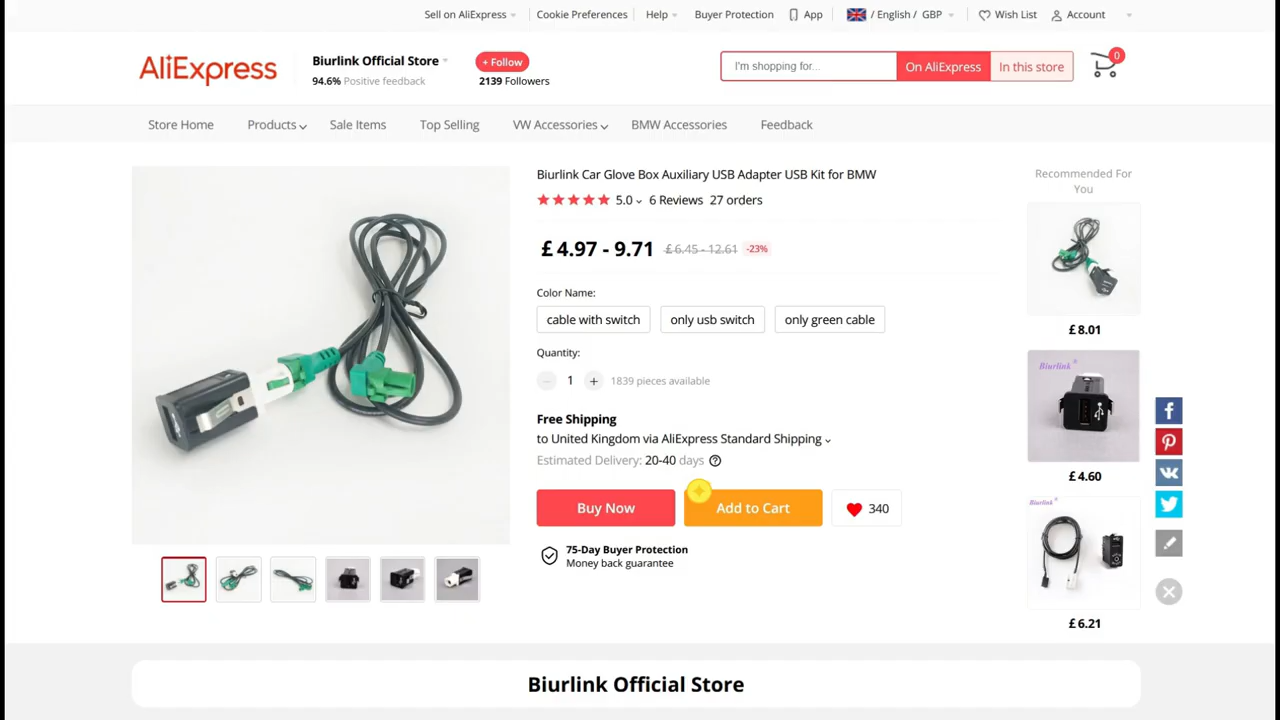 Sell on AliExpress
Cookie Preferences
Help
Buyer Protection
App
/ English / GBP
Wish List
Account
AliExpress
Biurlink Official Store
94.6% Positive feedback
+ Follow
2139 Followers
I'm shopping for...
On AliExpress
In this store
0
Store Home
Products
Sale Items
Top Selling
VW Accessories
BMW Accessories
Feedback
Biurlink Car Glove Box Auxiliary USB Adapter USB Kit for BMW
5.0
6 Reviews
27 orders
£ 4.97 - 9.71
£ 6.45 - 12.61
-23%
Color Name:
cable with switch
only usb switch
only green cable
Quantity:
1
1839 pieces available
Free Shipping
to United Kingdom via AliExpress Standard Shipping
Estimated Delivery: 20-40 days
Buy Now
Add to Cart
340
75-Day Buyer Protection
Money back guarantee
Recommended For
You
£ 8.01
Biurlink ®
£ 4.60
Biurlink ®
£ 6.21
Biurlink Official Store